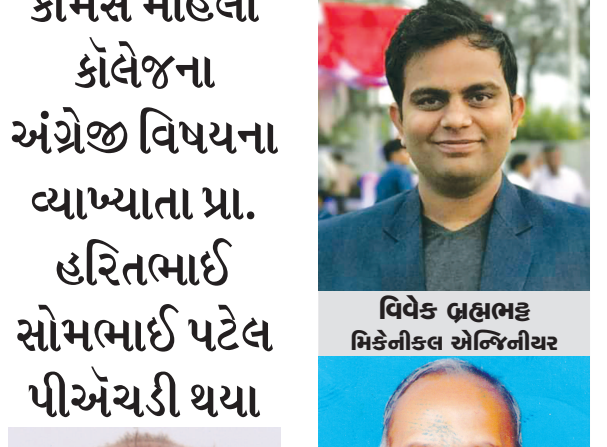 કોમર્સ મહિલા
કૉલેજના
અંગ્રેજી વિષયના
વ્યાખ્યાતા પ્રા.
હરિતભાઈ
સોમભાઈ પટેલ
પીએચડી થયા
વિવેક બ્રહ્મભટ્ટ
મિકેનીકલ એન્જિનીયર